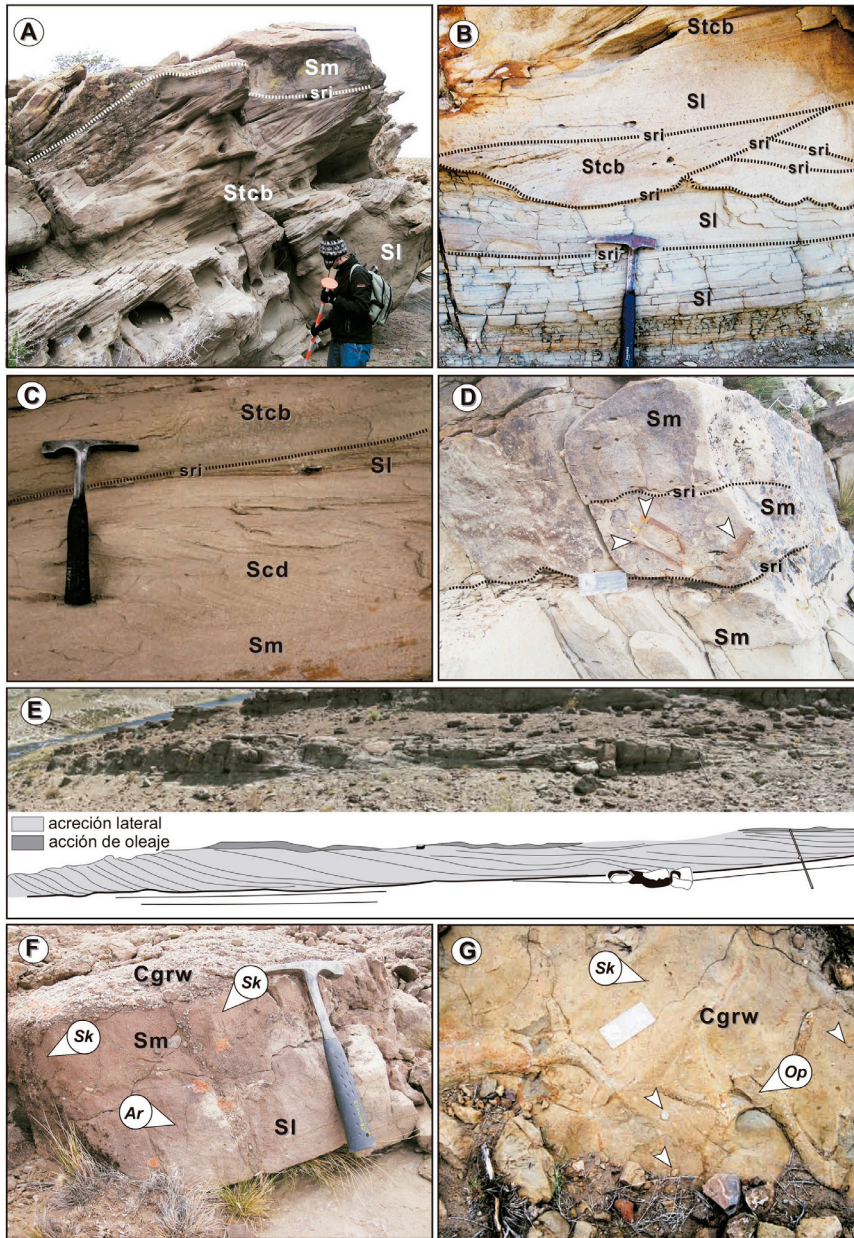 A
Sm
sri
Stcb
Sl
B
Stcb
Sl
sri
sri
sri
Stcb
sri
Sl
sri
Sl
C
Stcb
sri
Sl
Scd
Sm
D
Sm
sri
Sm
sri
Sm
E
acreción lateral
acción de oleaje
F
Cgrw
Sk
Sk
Sm
Ar
Sl
G
Sk
Cgrw
Op